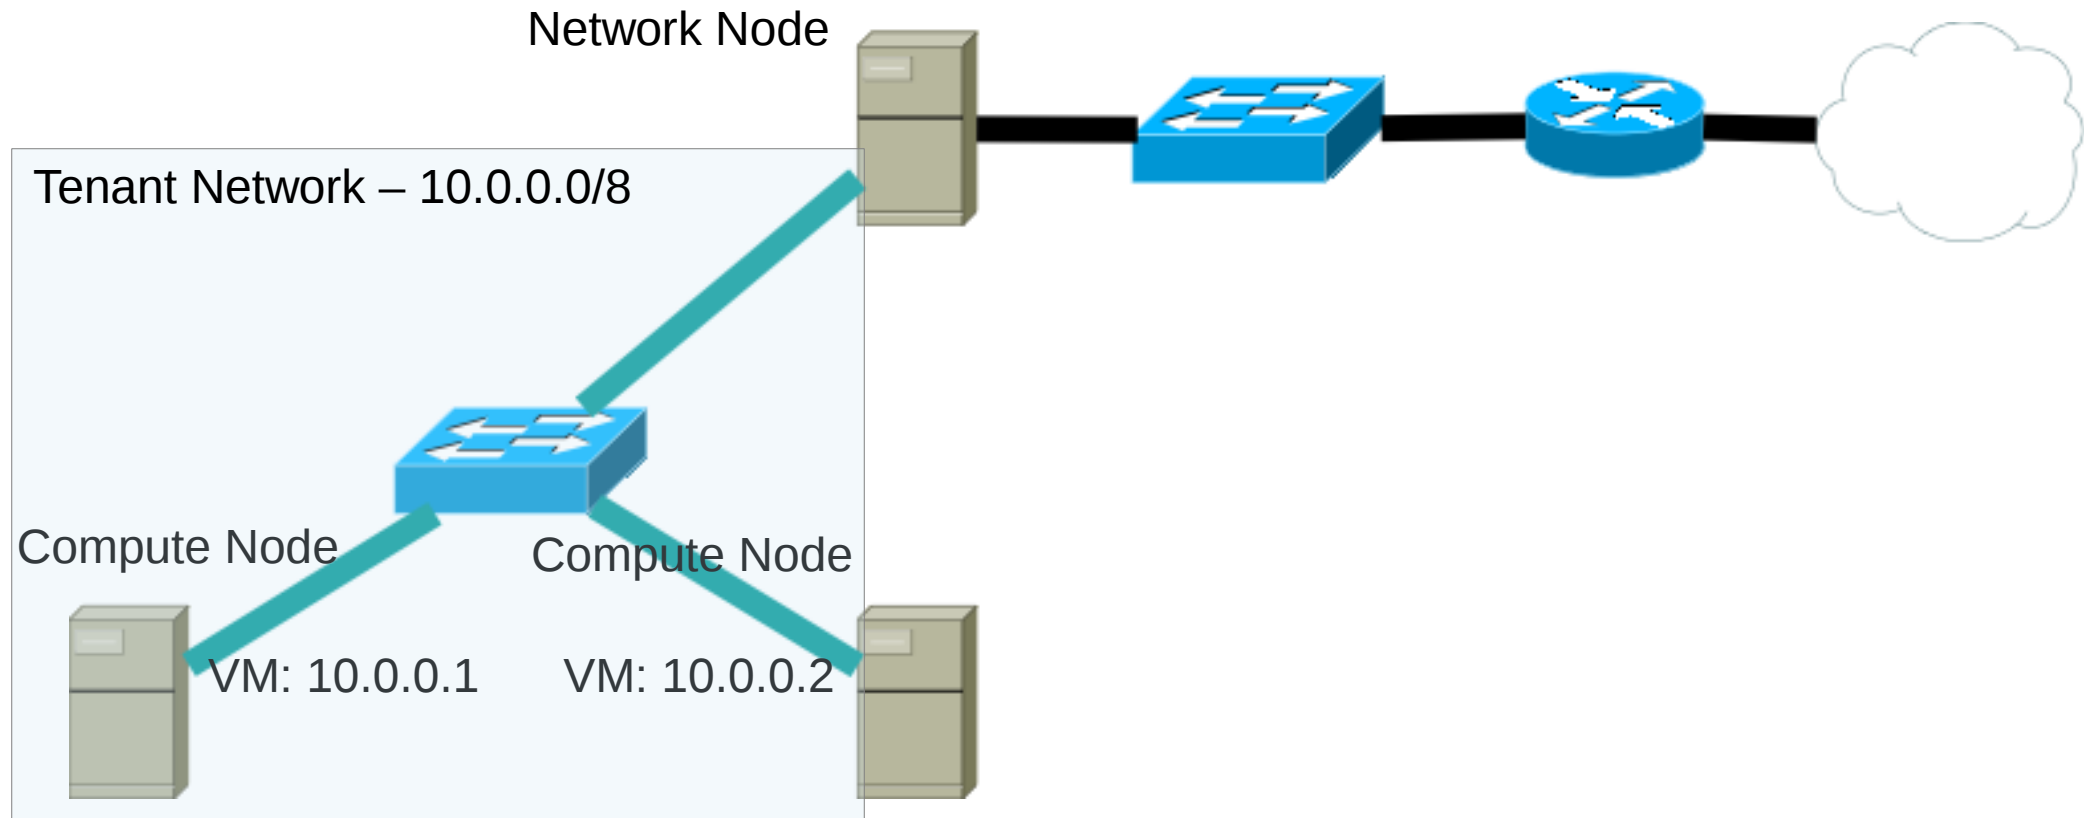 Network Node
Tenant Network – 10.0.0.0/8
Compute Node
Compute Node
VM: 10.0.0.1
VM: 10.0.0.2